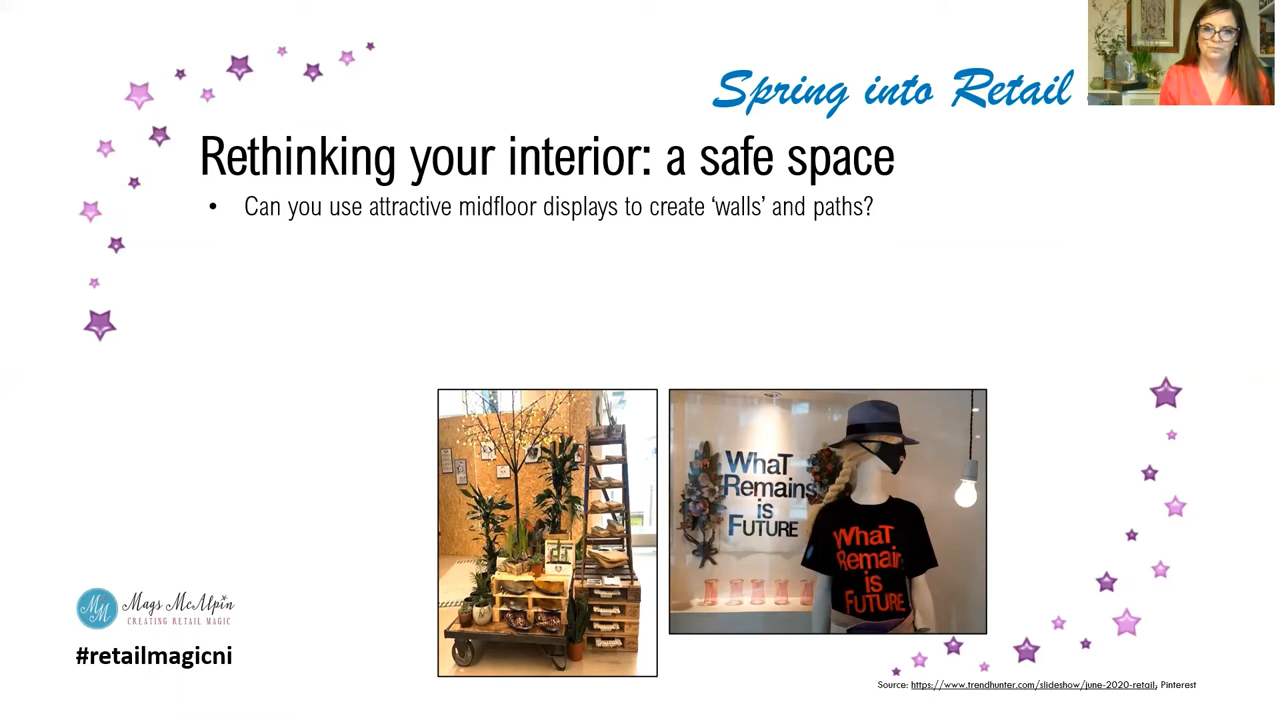 Spring into Retail
Rethinking your interior: a safe space
• Can you use attractive midfloor displays to create 'walls' and paths?
WhaT
Remains
is
FuTURE
WhaT
Remain
is
FuTURE
MM
Mags McAlpin
CREATING RETAIL MAGIC
#retailmagicni
Source: https://www.trendhunter.com/slideshow/june-2020-retail, Pinterest